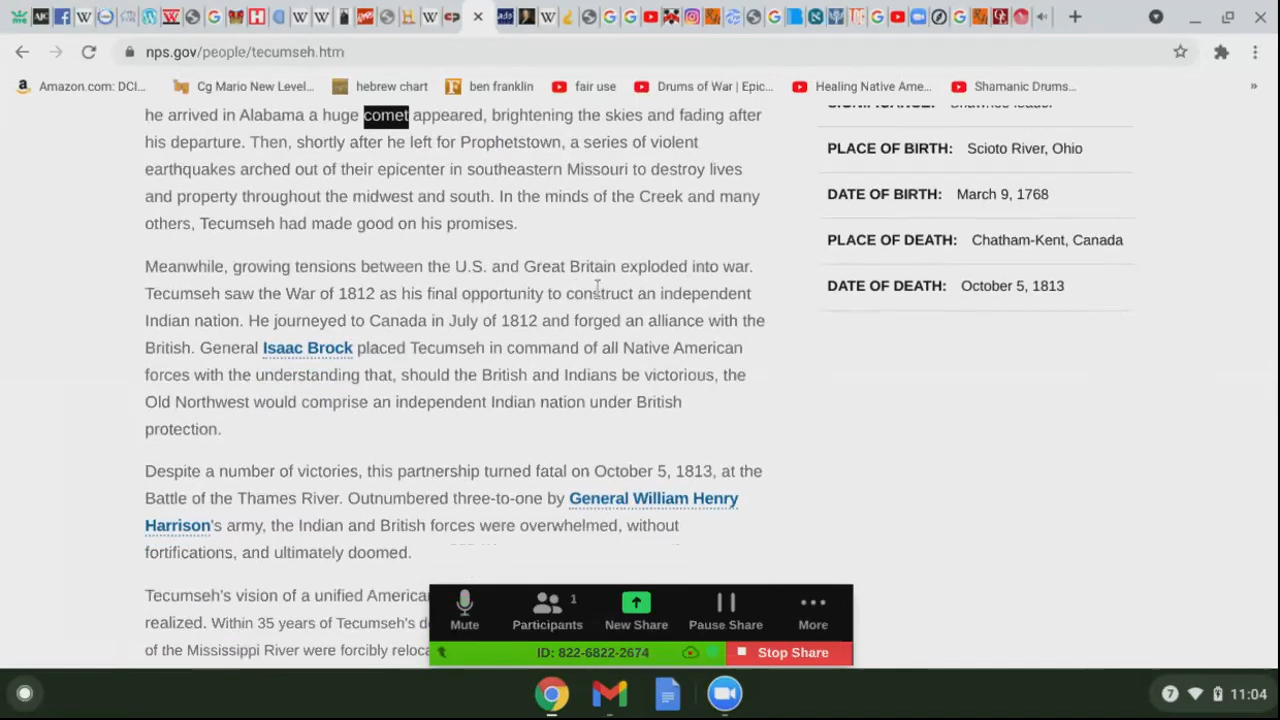 nps.gov/people/tecumseh.htm
Amazon.com: DCI...
Cg Mario New Level...
hebrew chart
ben franklin
fair use
Drums of War | Epic...
Healing Native Ame...
Shamanic Drums...
»
he arrived in Alabama a huge comet appeared, brightening the skies and fading after
his departure. Then, shortly after he left for Prophetstown, a series of violent
earthquakes arched out of their epicenter in southeastern Missouri to destroy lives
and property throughout the midwest and south. In the minds of the Creek and many
others, Tecumseh had made good on his promises.
Meanwhile, growing tensions between the U.S. and Great Britain exploded into war.
Tecumseh saw the War of 1812 as his final opportunity to construct an independent
Indian nation. He journeyed to Canada in July of 1812 and forged an alliance with the
British. General Isaac Brock placed Tecumseh in command of all Native American
forces with the understanding that, should the British and Indians be victorious, the
Old Northwest would comprise an independent Indian nation under British
protection.
Despite a number of victories, this partnership turned fatal on October 5, 1813, at the
Battle of the Thames River. Outnumbered three-to-one by General William Henry
Harrison's army, the Indian and British forces were overwhelmed, without
fortifications, and ultimately doomed.
Tecumseh's vision of a unified American
realized. Within 35 years of Tecumseh's
of the Mississippi River were forcibly
SIGNIFICANCE: Shawnee leader
PLACE OF BIRTH: Scioto River, Ohio
DATE OF BIRTH: March 9, 1768
PLACE OF DEATH: Chatham-Kent, Canada
DATE OF DEATH: October 5, 1813
Mute
Participants 1
New Share
Pause Share
More
ID: 822-6822-2674
Stop Share
7
11:04